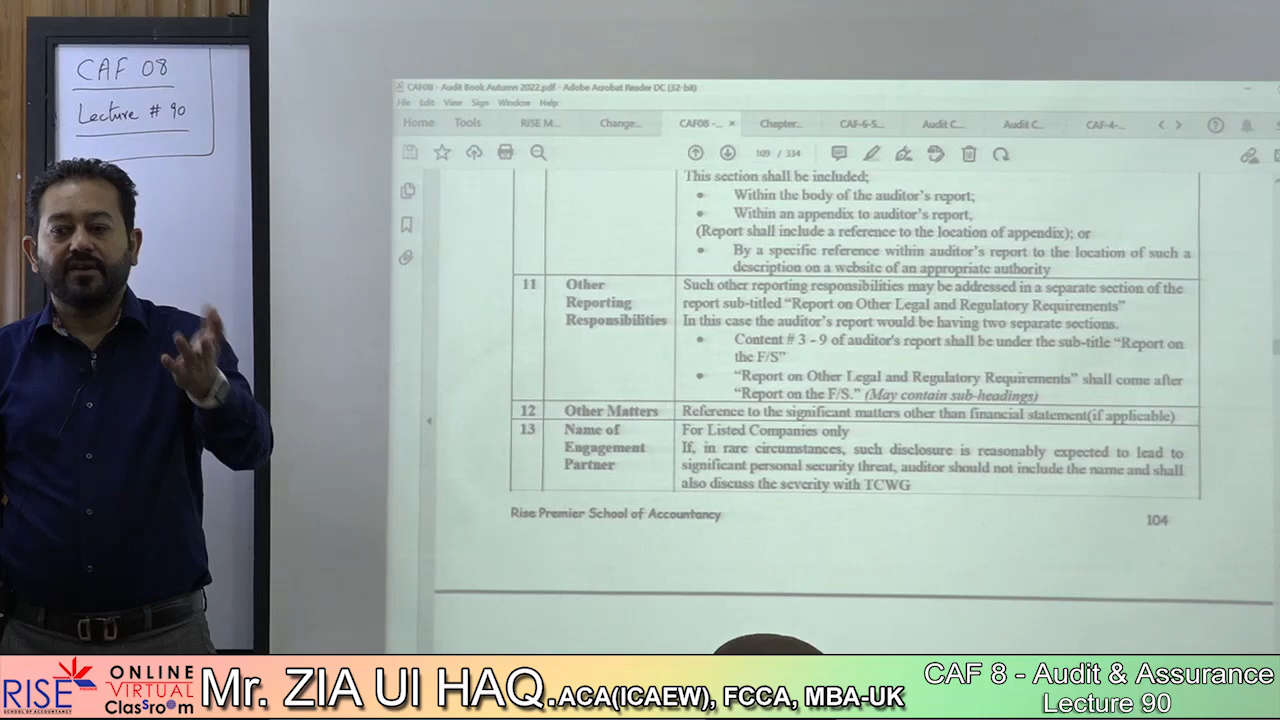 CAF 08
Lecture # 90
CAF08 - Audit Book Autumn 2022.pdf - Adobe Acrobat Reader DC (32-bit)
File Edit View Sign Window Help
Home Tools RISE M... Change... CAF08 -... × Chapter... CAF-6-S... Audit C... Audit C... CAF-4-...
109 / 334
This section shall be included;
• Within the body of the auditor's report;
• Within an appendix to auditor's report,
(Report shall include a reference to the location of appendix); or
• By a specific reference within auditor's report to the location of such a
description on a website of an appropriate authority
11 Other Such other reporting responsibilities may be addressed in a separate section of the
Reporting report sub-titled “Report on Other Legal and Regulatory Requirements”
Responsibilities In this case the auditor's report would be having two separate sections.
• Content # 3 - 9 of auditor's report shall be under the sub-title “Report on
the F/S”
• “Report on Other Legal and Regulatory Requirements” shall come after
“Report on the F/S.” (May contain sub-headings)
12 Other Matters Reference to the significant matters other than financial statement(if applicable)
13 Name of For Listed Companies only
Engagement If, in rare circumstances, such disclosure is reasonably expected to lead to
Partner significant personal security threat, auditor should not include the name and shall
also discuss the severity with TCWG
Rise Premier School of Accountancy 104
RISE PREMIER
SCHOOL OF ACCOUNTANCY
ONLINE
VIRTUAL
Classroom
Mr. ZIA Ul HAQ. ACA(ICAEW), FCCA, MBA-UK
CAF 8 - Audit & Assurance
Lecture 90